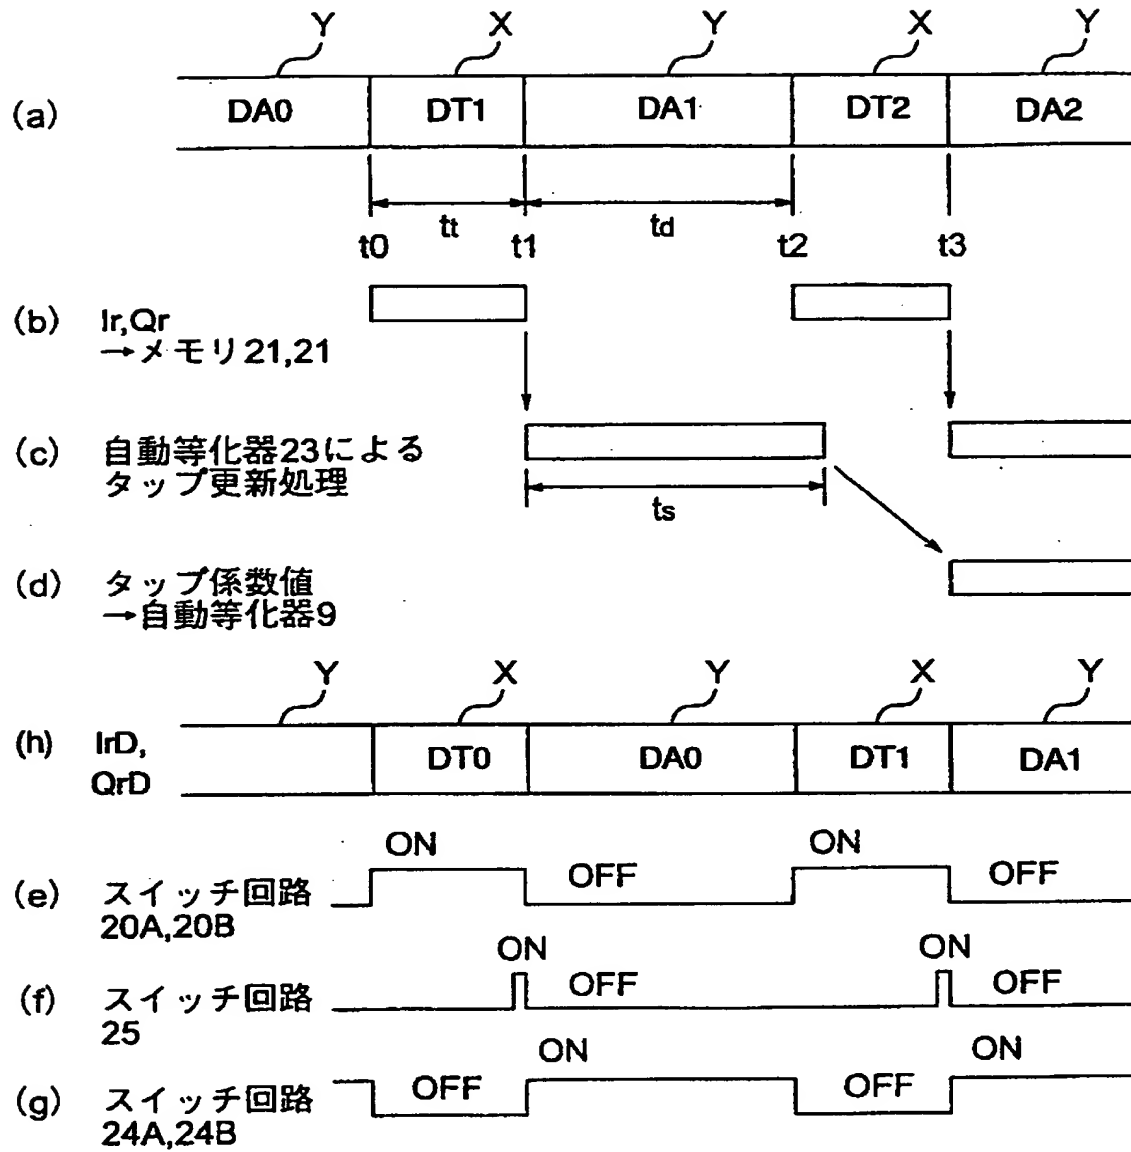 Y X Y X Y
(a) DA0 DT1 DA1 DT2 DA2
tt td
t0 t1 t2 t3
(b) Ir,Qr
→メモリ21,21
(c) 自動等化器23による
タップ更新処理
ts
(d) タップ係数値
→自動等化器9
Y X Y X Y
(h) IrD,
QrD
DT0 DA0 DT1 DA1
ON ON
(e) スイッチ回路
20A,20B
OFF OFF
ON ON
(f) スイッチ回路
25
OFF OFF
ON ON
(g) スイッチ回路
24A,24B
OFF OFF